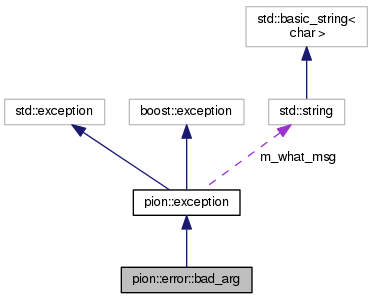 std::basic_string<
char >
std::exception
boost::exception
std::string
m_what_msg
pion::exception
pion::error::bad_arg